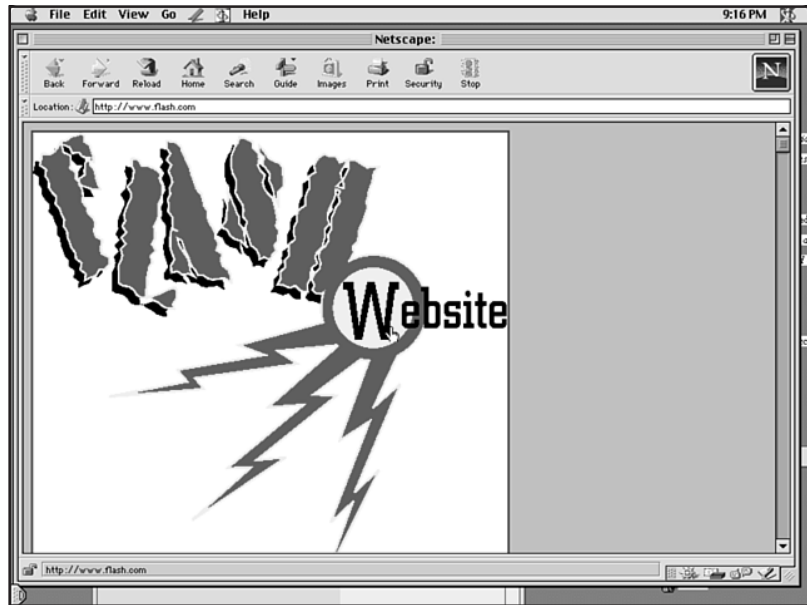 File Edit View Go Help 9:16 PM
Netscape:
Back Forward Reload Home Search Guide Images Print Security Stop N
Location: http://www.flash.com
FLASH
Website
http://www.flash.com